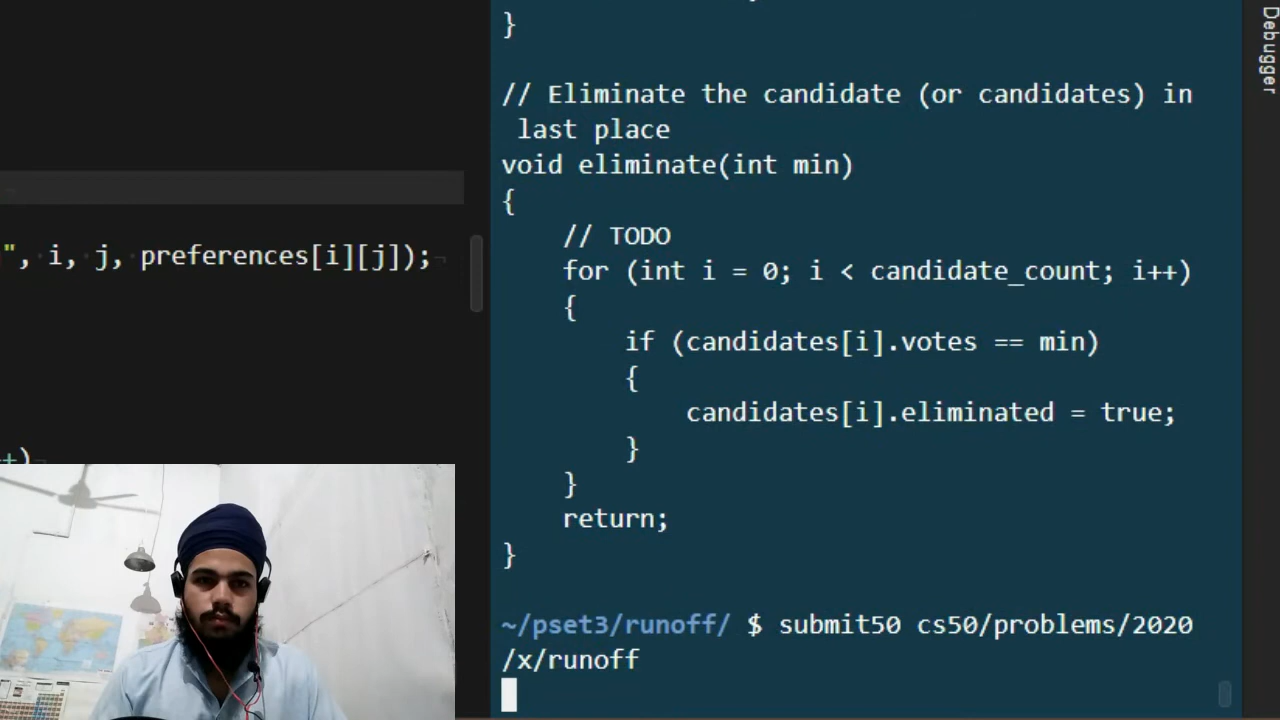 }
// Eliminate the candidate (or candidates) in
last place
void eliminate(int min)
{
// TODO
", i, j, preferences[i][j]);
for (int i = 0; i < candidate_count; i++)
{
if (candidates[i].votes == min)
{
candidates[i].eliminated = true;
}
+)
}
return;
}
~/pset3/runoff/ $ submit50 cs50/problems/2020
/x/runoff
Debugger